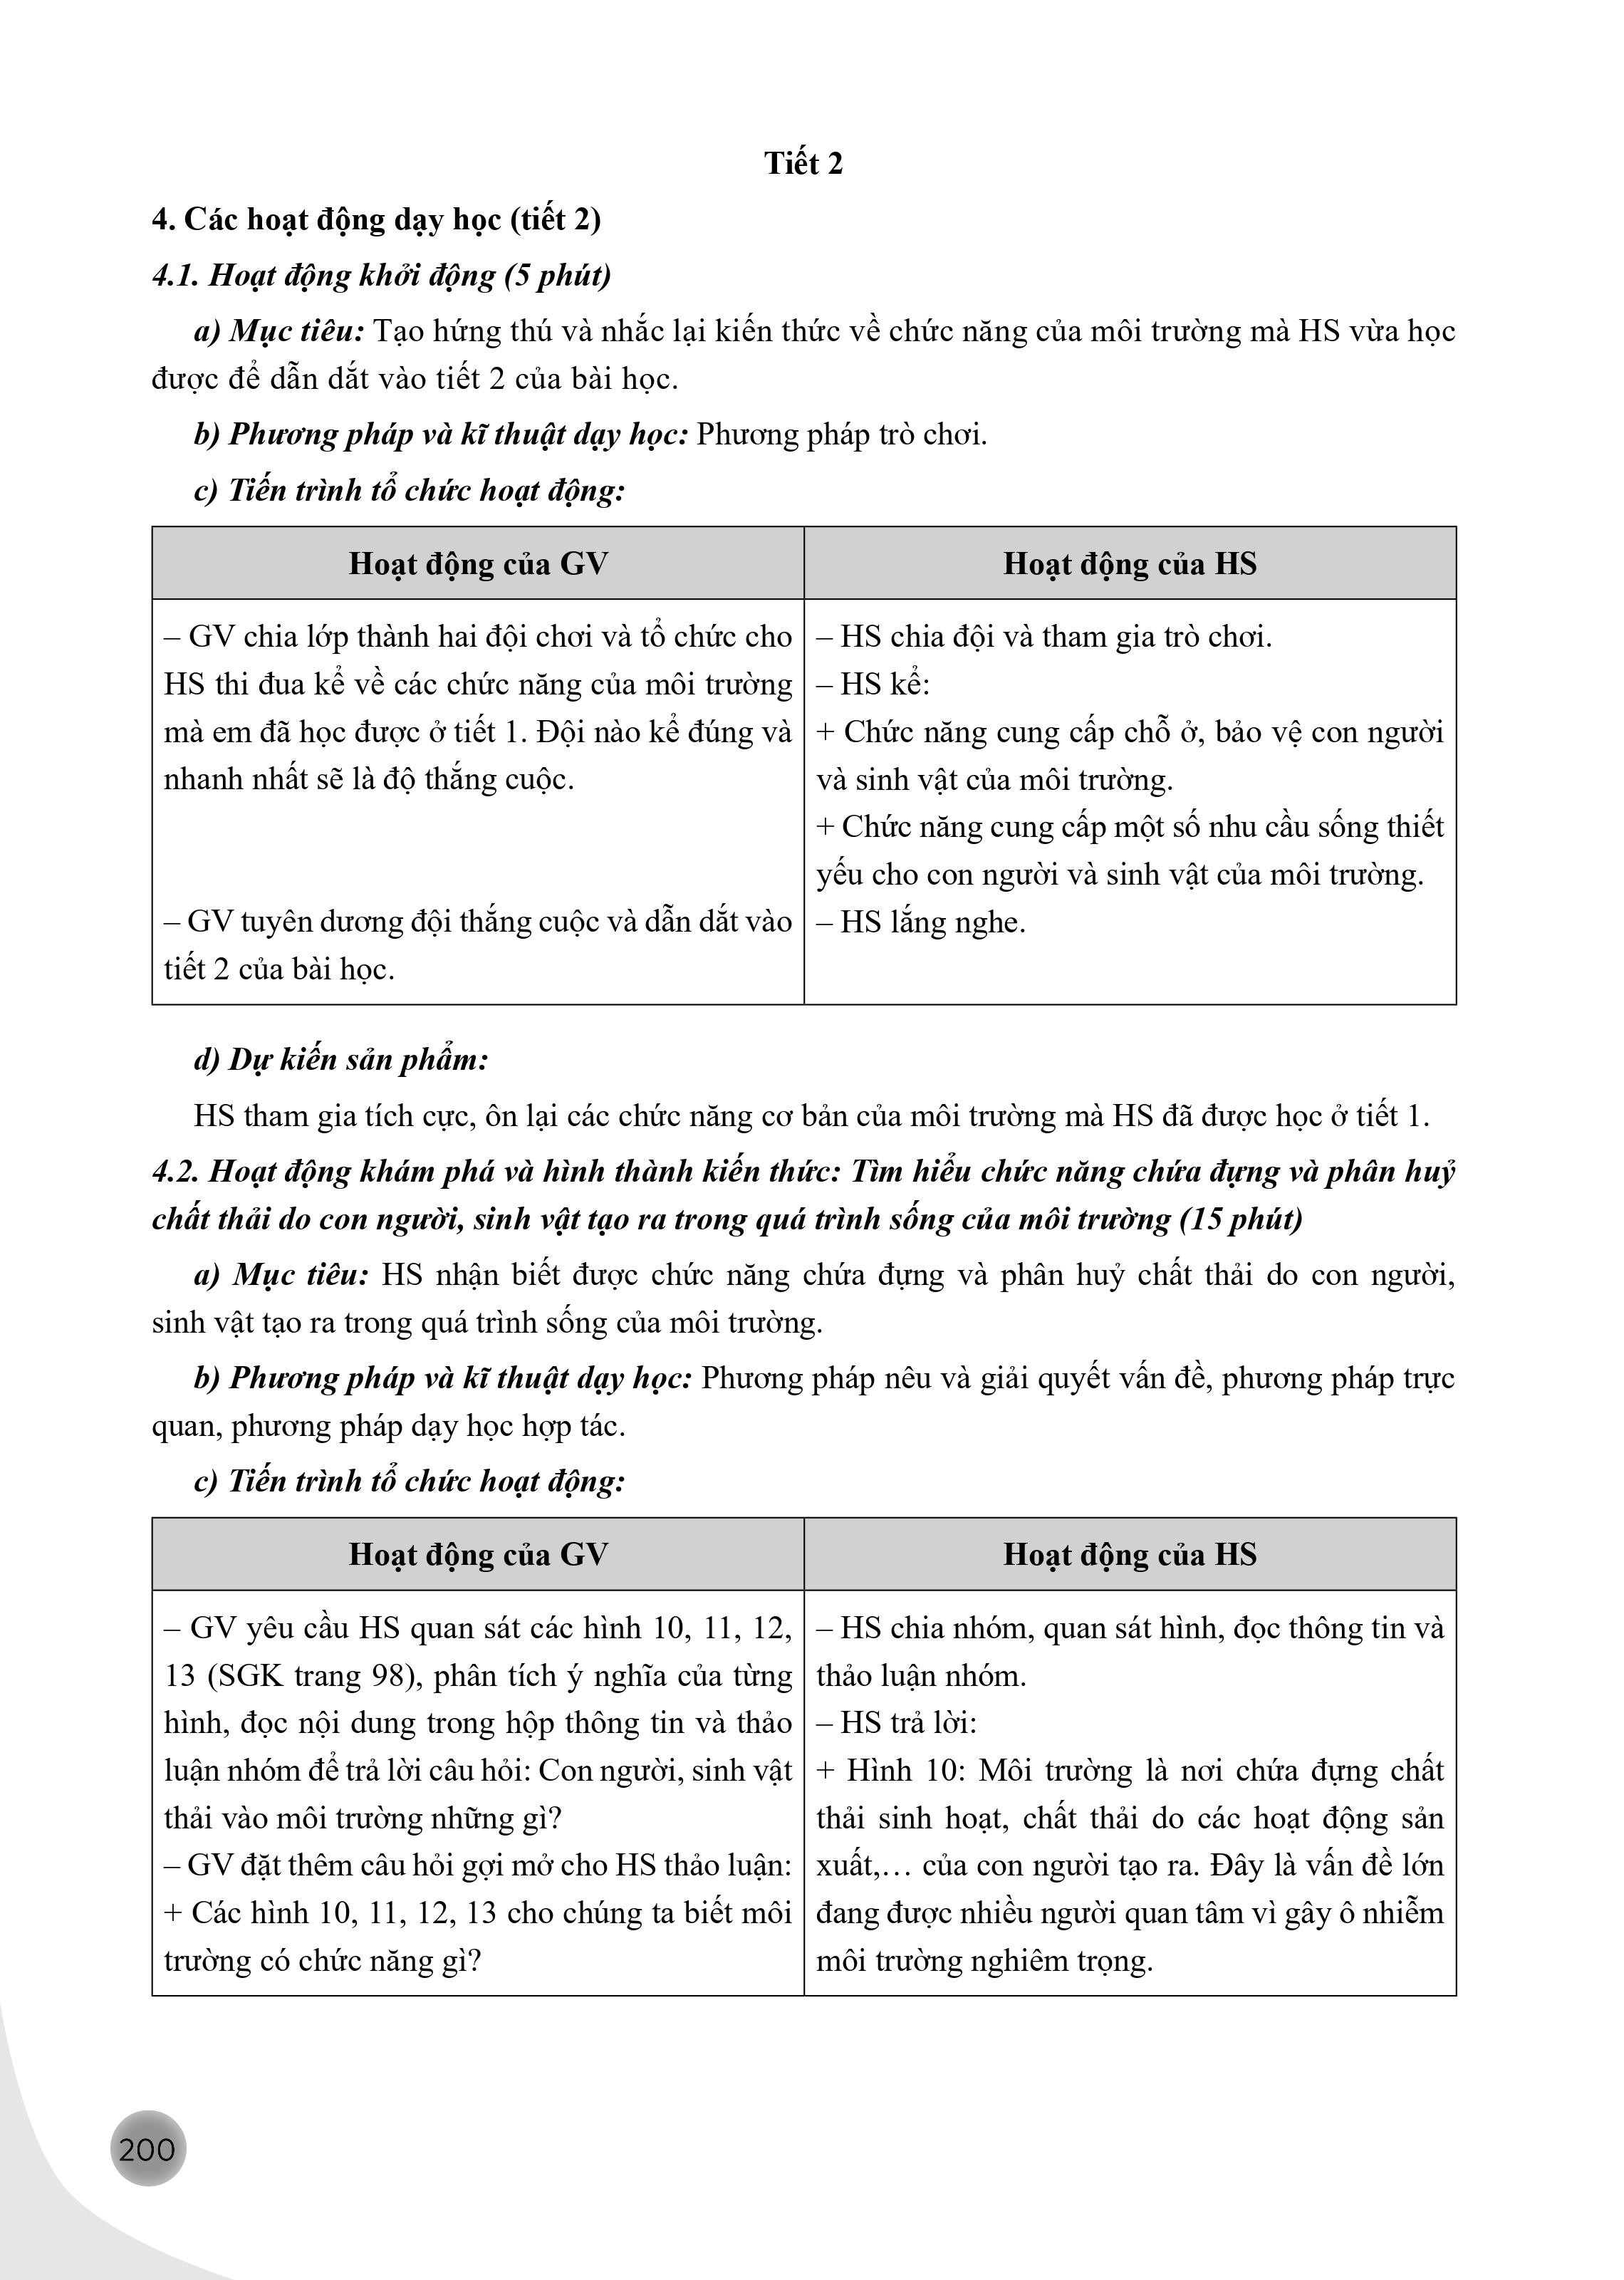 Tiết 2
4. Các hoạt động dạy học (tiết 2)
4.1. Hoạt động khởi động (5 phút)
a) Mục tiêu: Tạo hứng thú và nhắc lại kiến thức về chức năng của môi trường mà HS vừa học
được để dẫn dắt vào tiết 2 của bài học.
b) Phương pháp và kĩ thuật dạy học: Phương pháp trò chơi.
c) Tiến trình tổ chức hoạt động:
Hoạt động của GV
– GV chia lớp thành hai đội chơi và tổ chức cho
HS thi đua kể về các chức năng của môi trường
mà em đã học được ở tiết 1. Đội nào kể đúng và
nhanh nhất sẽ là độ thắng cuộc.
– GV tuyên dương đội thắng cuộc và dẫn dắt vào
tiết 2 của bài học.
Hoạt động của HS
– HS chia đội và tham gia trò chơi.
– HS kể:
+ Chức năng cung cấp chỗ ở, bảo vệ con người
và sinh vật của môi trường.
+ Chức năng cung cấp một số nhu cầu sống thiết
yếu cho con người và sinh vật của môi trường.
– HS lắng nghe.
d) Dự kiến sản phẩm:
HS tham gia tích cực, ôn lại các chức năng cơ bản của môi trường mà HS đã được học ở tiết 1.
4.2. Hoạt động khám phá và hình thành kiến thức: Tìm hiểu chức năng chứa đựng và phân huỷ
chất thải do con người, sinh vật tạo ra trong quá trình sống của môi trường (15 phút)
a) Mục tiêu: HS nhận biết được chức năng chứa đựng và phân huỷ chất thải do con người,
sinh vật tạo ra trong quá trình sống của môi trường.
b) Phương pháp và kĩ thuật dạy học: Phương pháp nêu và giải quyết vấn đề, phương pháp trực
quan, phương pháp dạy học hợp tác.
c) Tiến trình tổ chức hoạt động:
Hoạt động của GV
– GV yêu cầu HS quan sát các hình 10, 11, 12,
13 (SGK trang 98), phân tích ý nghĩa của từng
hình, đọc nội dung trong hộp thông tin và thảo
luận nhóm để trả lời câu hỏi: Con người, sinh vật
thải vào môi trường những gì?
– GV đặt thêm câu hỏi gợi mở cho HS thảo luận:
+ Các hình 10, 11, 12, 13 cho chúng ta biết môi
trường có chức năng gì?
Hoạt động của HS
– HS chia nhóm, quan sát hình, đọc thông tin và
thảo luận nhóm.
– HS trả lời:
+ Hình 10: Môi trường là nơi chứa đựng chất
thải sinh hoạt, chất thải do các hoạt động sản
xuất,… của con người tạo ra. Đây là vấn đề lớn
đang được nhiều người quan tâm vì gây ô nhiễm
môi trường nghiêm trọng.
200